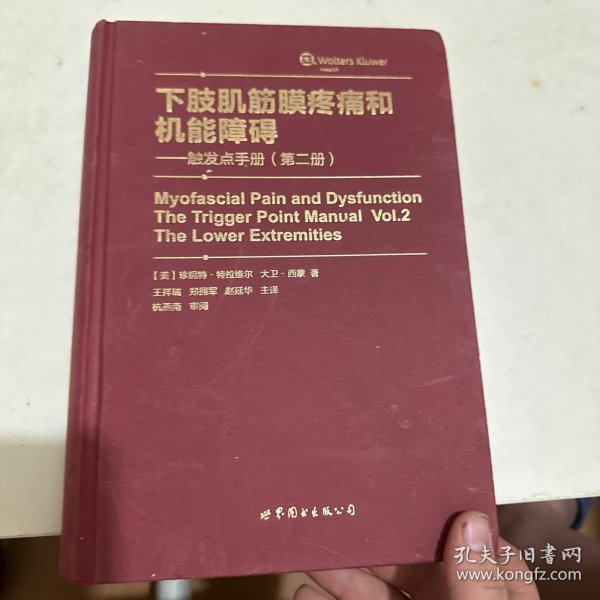 Wolters Kluwer
Health
下肢肌筋膜疼痛和
机能障碍
——触发点手册（第二册）
Myofascial Pain and Dysfunction
The Trigger Point Manual Vol.2
The Lower Extremities
［美］珍妮特·特拉维尔 大卫·西蒙 著
王祥瑞 郑拥军 赵延华 主译
杭燕南 审阅
世界图书出版公司
孔夫子旧书网
www.kongfz.com